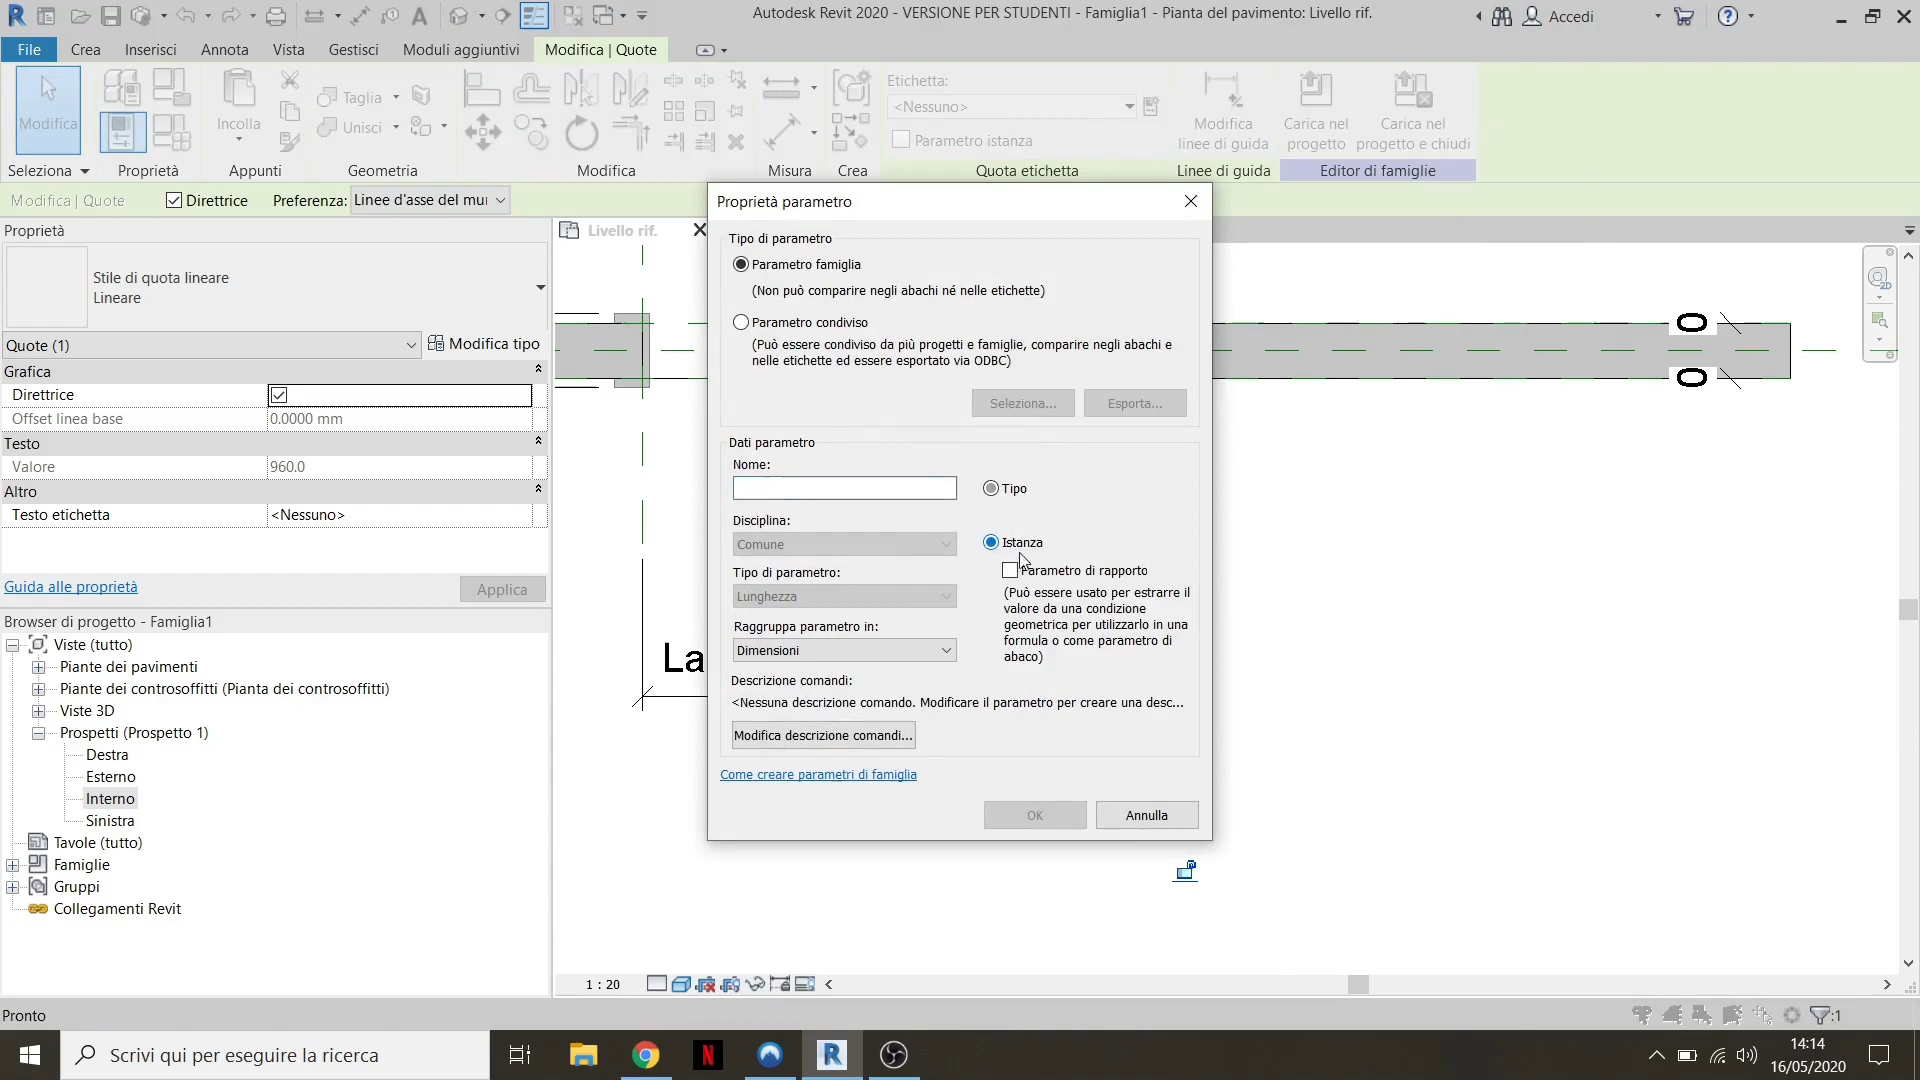 Autodesk Revit 2020 - VERSIONE PER STUDENTI - Famiglia1 - Pianta del pavimento: Livello rif.
Accedi
File Crea Inserisci Annota Vista Gestisci Moduli aggiuntivi Modifica | Quote
Modifica
Incolla
Taglia
Unisci
Etichetta:
<Nessuno>
Parametro istanza
Modifica
linee di guida
Carica nel
progetto
Carica nel
progetto e chiudi
Seleziona Proprietà Appunti Geometria Modifica Misura Crea Quota etichetta Linee di guida Editor di famiglie
Modifica | Quote Direttrice Preferenza: Linee d'asse del mur
Proprietà
Stile di quota lineare
Lineare
Quote (1) Modifica tipo
Grafica
Direttrice
Offset linea base 0.0000 mm
Testo
Valore 960.0
Altro
Testo etichetta <Nessuno>
Guida alle proprietà Applica
Browser di progetto - Famiglia1
Viste (tutto)
Piante dei pavimenti
Piante dei controsoffitti (Pianta dei controsoffitti)
Viste 3D
Prospetti (Prospetto 1)
Destra
Esterno
Interno
Sinistra
Tavole (tutto)
Famiglie
Gruppi
Collegamenti Revit
Livello rif.
La
0
0
2D
Proprietà parametro
Tipo di parametro
Parametro famiglia
(Non può comparire negli abachi né nelle etichette)
Parametro condiviso
(Può essere condiviso da più progetti e famiglie, comparire negli abachi e
nelle etichette ed essere esportato via ODBC)
Seleziona... Esporta...
Dati parametro
Nome:
Tipo
Disciplina:
Comune
Istanza
Tipo di parametro:
Parametro di rapporto
Lunghezza
(Può essere usato per estrarre il
valore da una condizione
geometrica per utilizzarlo in una
formula o come parametro di
abaco)
Raggruppa parametro in:
Dimensioni
Descrizione comandi:
<Nessuna descrizione comando. Modificare il parametro per creare una desc...
Modifica descrizione comandi...
Come creare parametri di famiglia
OK Annulla
1 : 20
Pronto
:1
Scrivi qui per eseguire la ricerca
14:14
16/05/2020